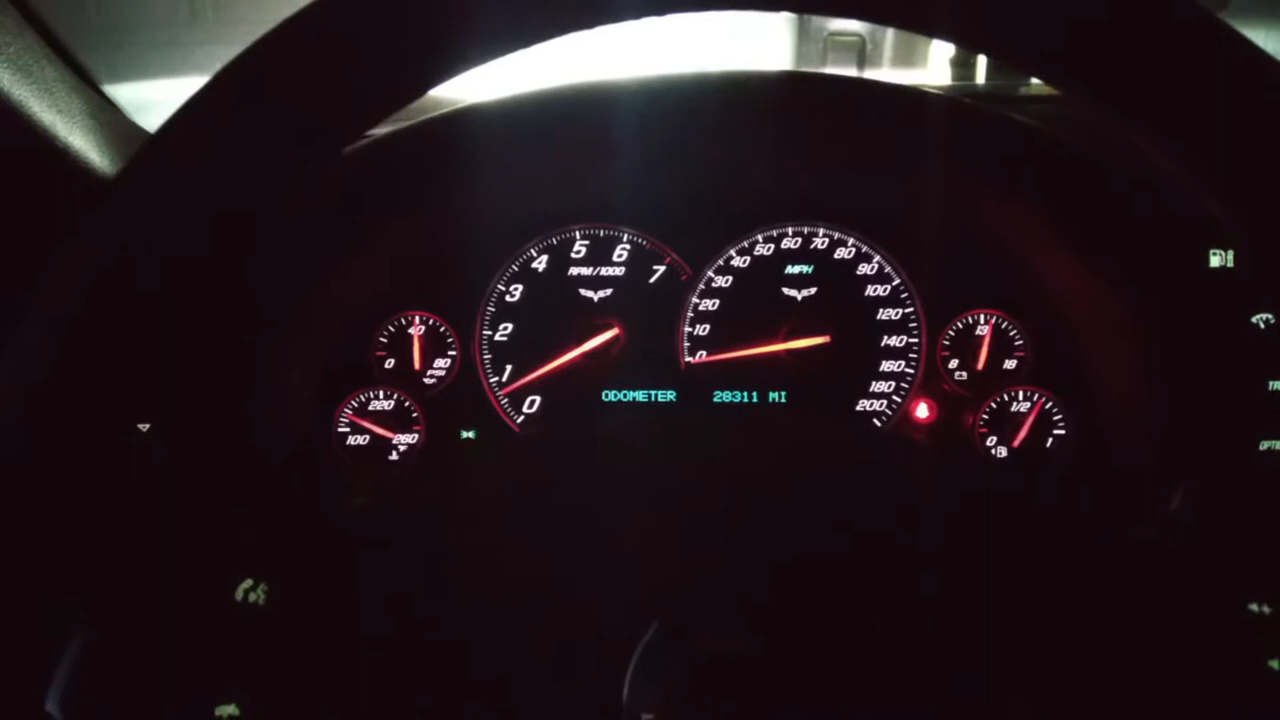 5 6
4 7
3
2
1
0
RPM/1000
MPH
0 10 20 30 40 50 60 70 80 90 100 120 140 160 180 200
ODOMETER 28311 MI
0 40 80
PSI
100 220 260
°F
8 13 18
0 1/2 1